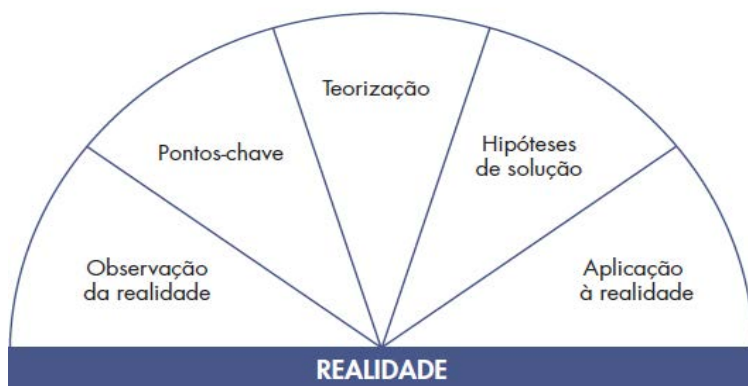 Observação
da realidade
Pontos-chave
Teorização
Hipóteses
de solução
Aplicação
à realidade
REALIDADE